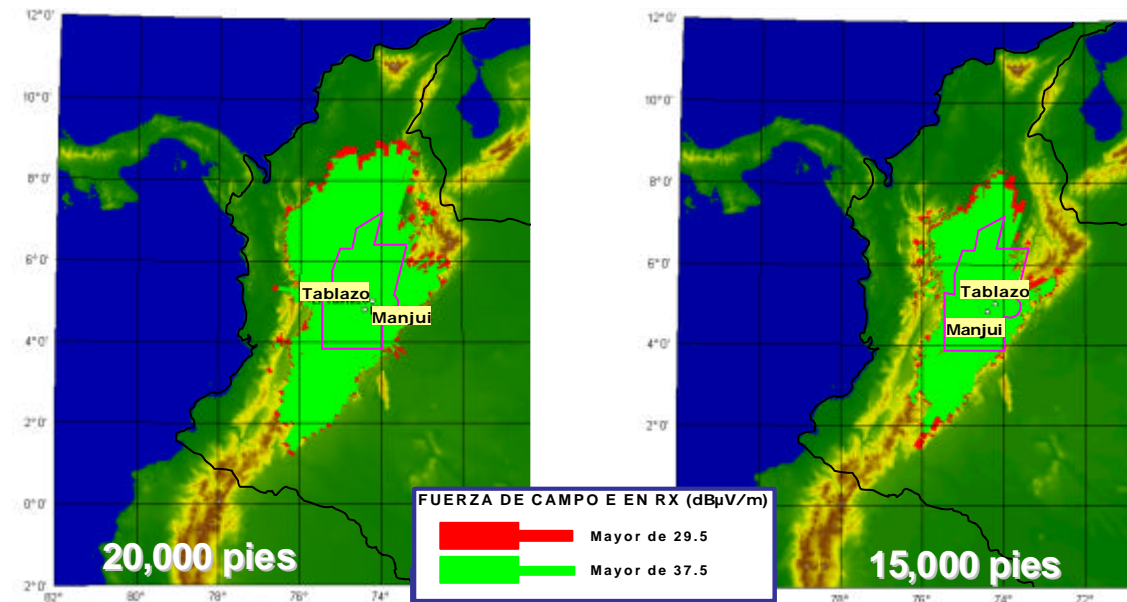 12° 0'
10° 0'
8° 0'
6° 0'
4° 0'
2° 0'
0° 0'
2° 0'
82°
80°
78°
76°
74°
Tablazo
Manjui
20,000 pies
12° 0'
10° 0'
8° 0'
6° 0'
4° 0'
2° 0'
78°
76°
74°
72°
Tablazo
Manjui
15,000 pies
FUERZA DE CAMPO E EN RX (dBµV/m)
Mayor de 29.5
Mayor de 37.5